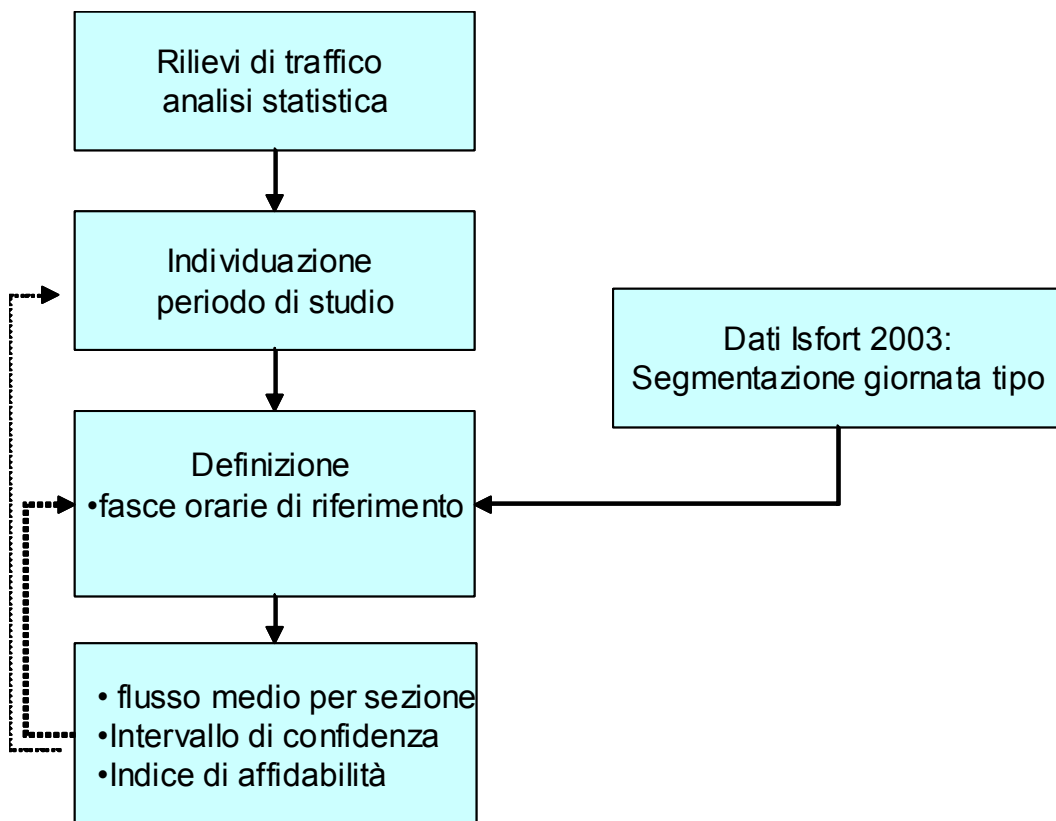 Rilievi di traffico
analisi statistica
Individuazione
periodo di studio
Dati Isfort 2003:
Segmentazione giornata tipo
Definizione
•fasce orarie di riferimento
• flusso medio per sezione
•Intervallo di confidenza
•Indice di affidabilità